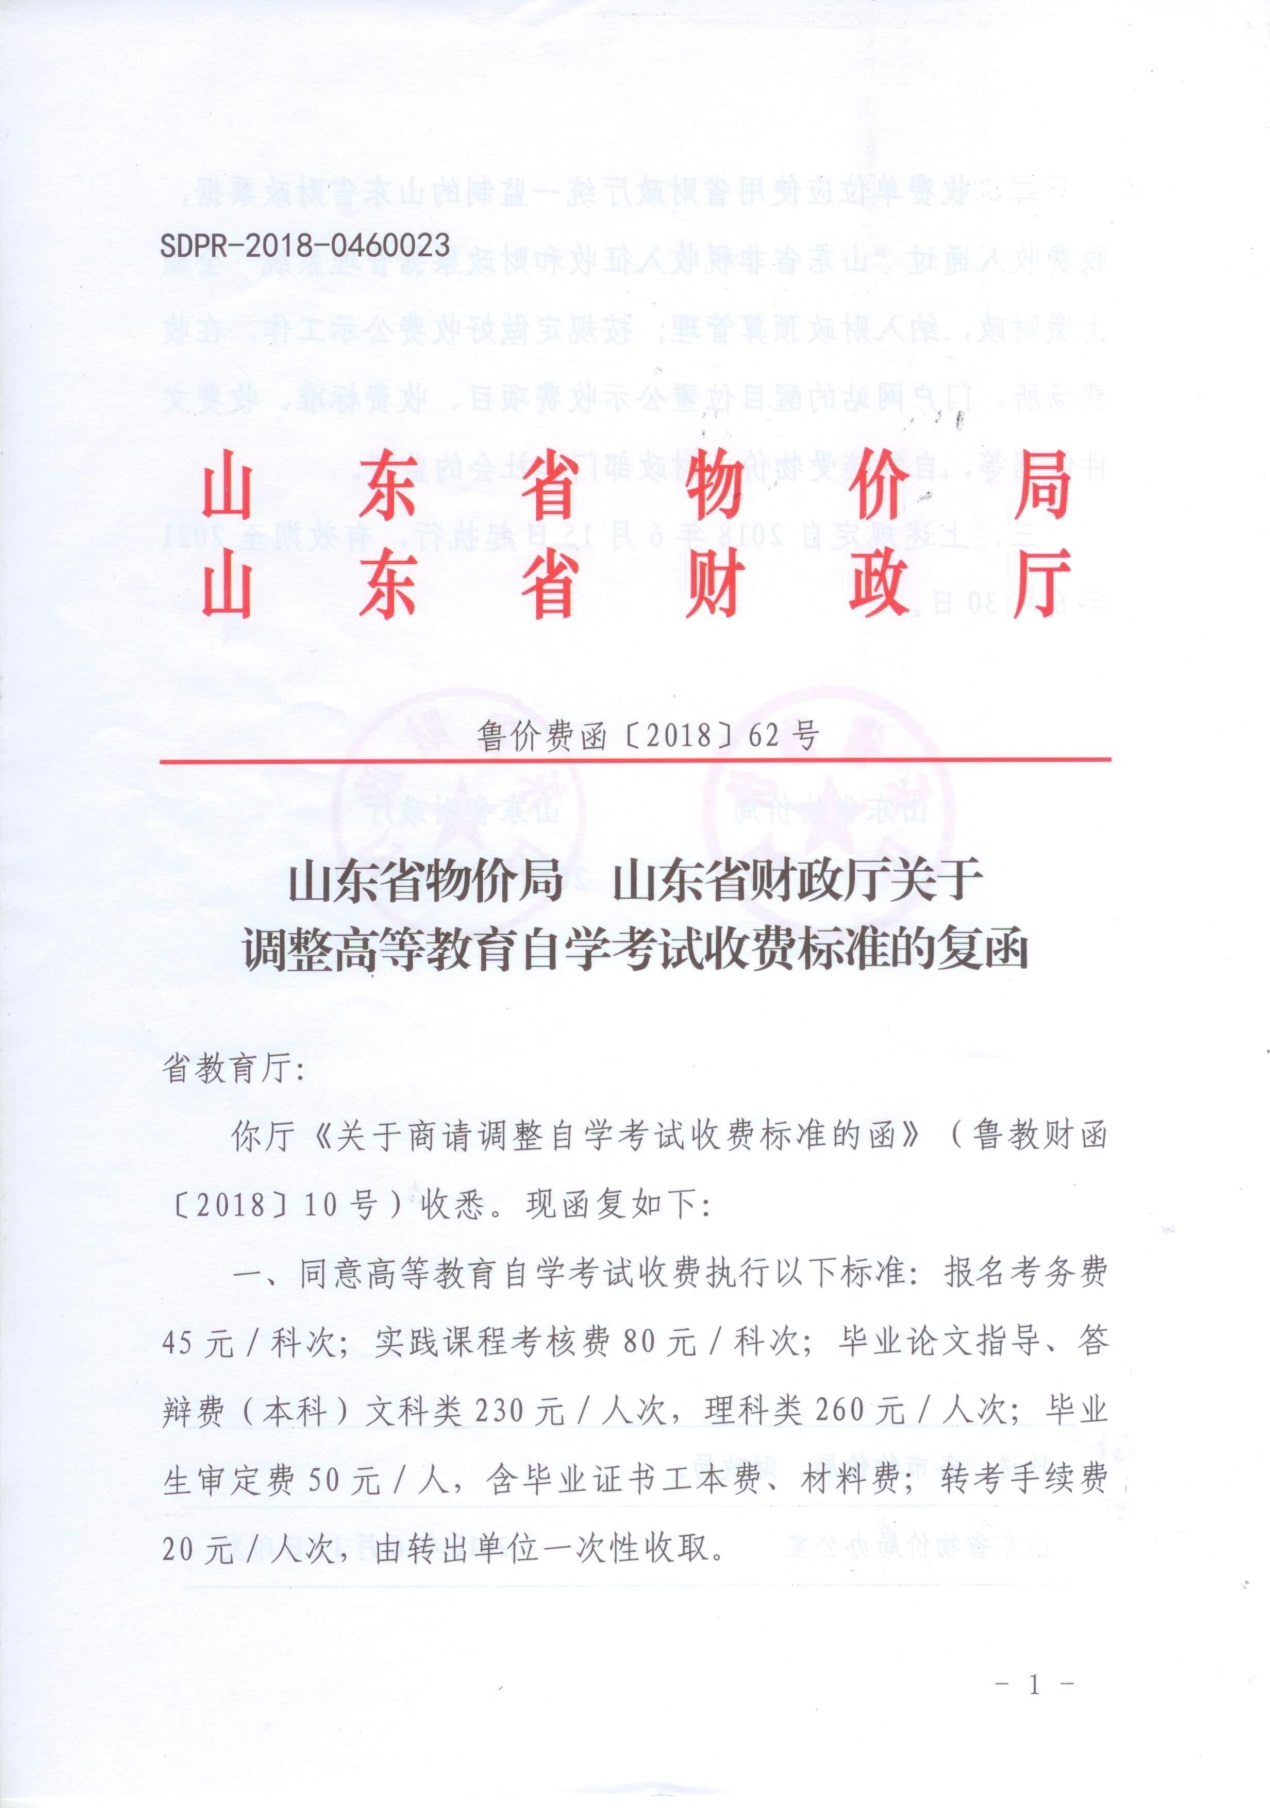 SDPR-2018-0460023
山东省物价局
山东省财政厅
鲁价费函〔2018〕62号
山东省物价局 山东省财政厅关于
调整高等教育自学考试收费标准的复函
省教育厅：
你厅《关于商请调整自学考试收费标准的函》（鲁教财函
〔2018〕10号）收悉。现函复如下：
一、同意高等教育自学考试收费执行以下标准：报名考务费
45元/科次；实践课程考核费80元/科次；毕业论文指导、答
辩费（本科）文科类230元/人次，理科类260元/人次；毕业
生审定费50元/人，含毕业证书工本费、材料费；转考手续费
20元/人次，由转出单位一次性收取。
- 1 -